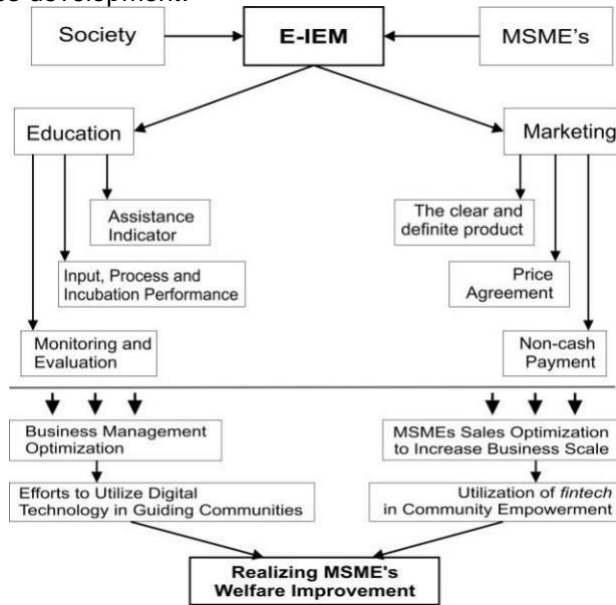 development.
Society
E-IEM
MSME's
Education
Marketing
Assistance
Indicator
The clear and
definite product
Input, Process and
Incubation Performance
Price
Agreement
Monitoring and
Evaluation
Non-cash
Payment
Business Management
Optimization
MSMEs Sales Optimization
to Increase Business Scale
Efforts to Utilize Digital
Technology in Guiding Communities
Utilization of fintech
in Community Empowerment
Realizing MSME's
Welfare Improvement